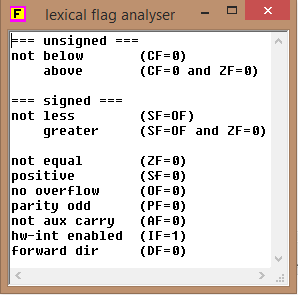 F lexical flag analyser
=== unsigned ===
not below (CF=0)
above (CF=0 and ZF=0)
=== signed ===
not less (SF=OF)
greater (SF=OF and ZF=0)
not equal (ZF=0)
positive (SF=0)
no overflow (OF=0)
parity odd (PF=0)
not aux carry (AF=0)
hw-int enabled (IF=1)
forward dir (DF=0)